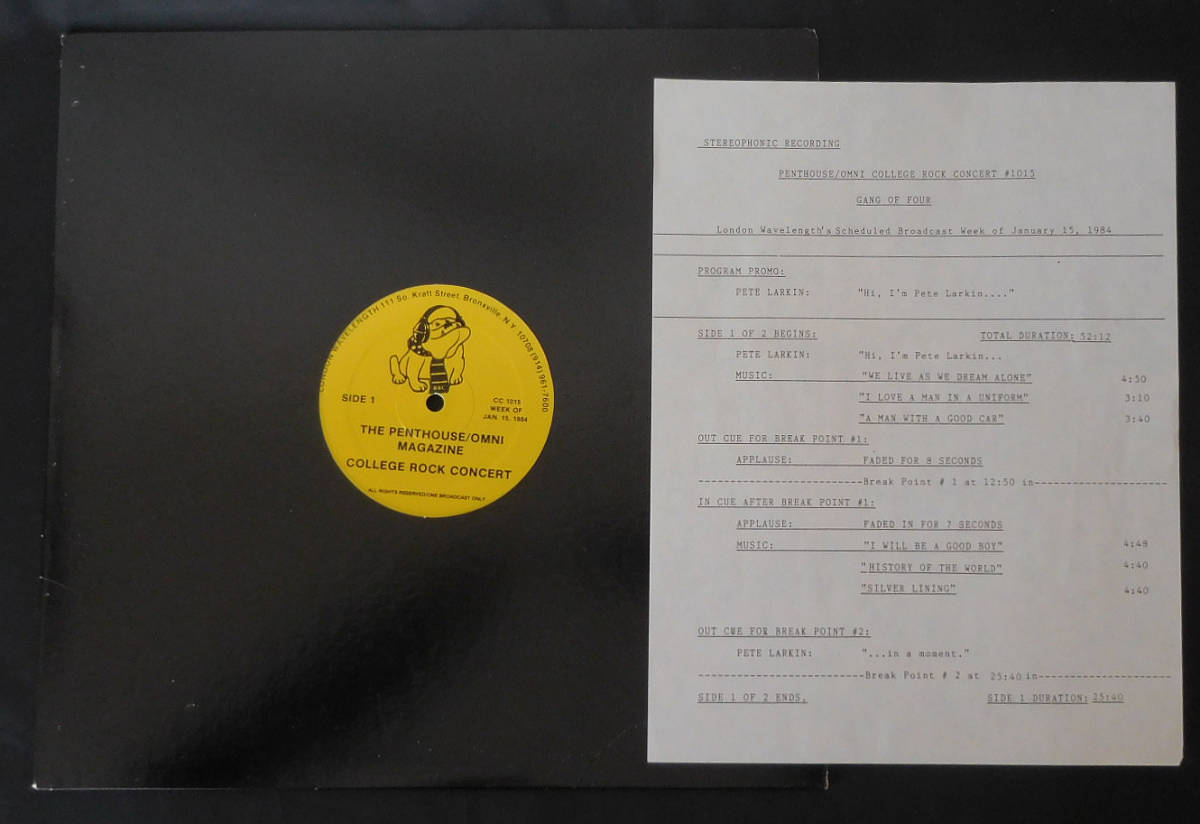 LONDON WAVELENGTH 111 So. Kraft Street, Bronxville, N.Y. 10708 (914) 961-7600
SIDE 1
CC 1015
WEEK OF
JAN. 15, 1984
THE PENTHOUSE/OMNI
MAGAZINE
COLLEGE ROCK CONCERT
ALL RIGHTS RESERVED/ONE BROADCAST ONLY
STEREOPHONIC RECORDING
PENTHOUSE/OMNI COLLEGE ROCK CONCERT #1015
GANG OF FOUR
London Wavelength's Scheduled Broadcast Week of January 15, 1984
PROGRAM PROMO:
PETE LARKIN: "Hi, I'm Pete Larkin...."
SIDE 1 OF 2 BEGINS: TOTAL DURATION: 52:12
PETE LARKIN: "Hi, I'm Pete Larkin...
MUSIC: "WE LIVE AS WE DREAM ALONE" 4:50
"I LOVE A MAN IN A UNIFORM" 3:10
"A MAN WITH A GOOD CAR" 3:40
OUT CUE FOR BREAK POINT #1:
APPLAUSE: FADED FOR 8 SECONDS
-------------------------Break Point # 1 at 12:50 in--------------------
IN CUE AFTER BREAK POINT #1:
APPLAUSE: FADED IN FOR 7 SECONDS
MUSIC: "I WILL BE A GOOD BOY" 4:48
"HISTORY OF THE WORLD" 4:40
"SILVER LINING" 4:40
OUT CUE FOR BREAK POINT #2:
PETE LARKIN: "...in a moment."
-------------------------Break Point # 2 at 25:40 in--------------------
SIDE 1 OF 2 ENDS. SIDE 1 DURATION: 25:40